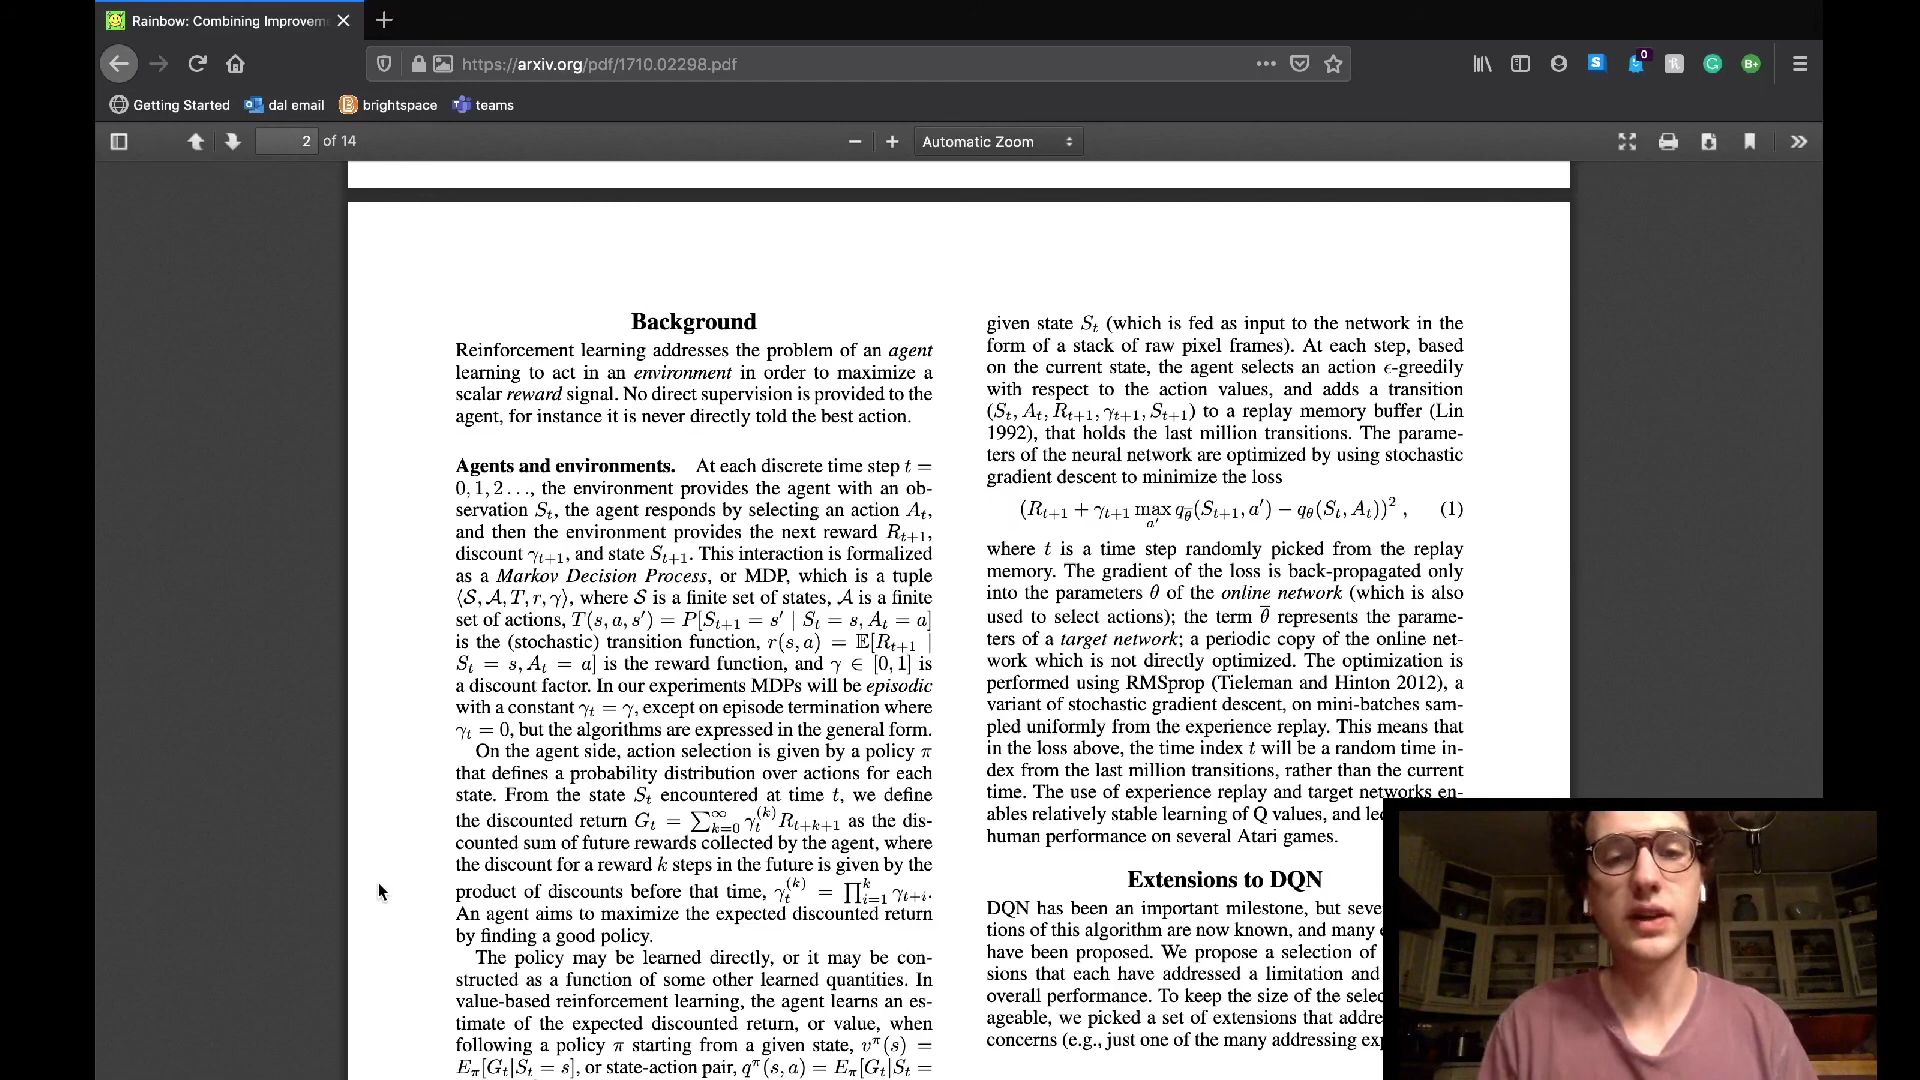 Rainbow: Combining Improvem
https://arxiv.org/pdf/1710.02298.pdf
0
S
G
B+
Getting Started
dal email
brightspace
teams
2 of 14
Automatic Zoom
Background
Reinforcement learning addresses the problem of an agent
learning to act in an environment in order to maximize a
scalar reward signal. No direct supervision is provided to the
agent, for instance it is never directly told the best action.
Agents and environments. At each discrete time step t =
0, 1, 2 . . ., the environment provides the agent with an ob-
servation S_t, the agent responds by selecting an action A_t,
and then the environment provides the next reward R_{t+1},
discount γ_{t+1}, and state S_{t+1}. This interaction is formalized
as a Markov Decision Process, or MDP, which is a tuple
⟨S, A, T, r, γ⟩, where S is a finite set of states, A is a finite
set of actions, T(s, a, s′) = P[S_{t+1} = s′ | S_t = s, A_t = a]
is the (stochastic) transition function, r(s, a) = 𝔼[R_{t+1} |
S_t = s, A_t = a] is the reward function, and γ ∈ [0, 1] is
a discount factor. In our experiments MDPs will be episodic
with a constant γ_t = γ, except on episode termination where
γ_t = 0, but the algorithms are expressed in the general form.
On the agent side, action selection is given by a policy π
that defines a probability distribution over actions for each
state. From the state S_t encountered at time t, we define
the discounted return G_t = ∑_{k=0}^∞ γ_t^{(k)} R_{t+k+1} as the dis-
counted sum of future rewards collected by the agent, where
the discount for a reward k steps in the future is given by the
product of discounts before that time, γ_t^{(k)} = ∏_{i=1}^k γ_{t+i}.
An agent aims to maximize the expected discounted return
by finding a good policy.
The policy may be learned directly, or it may be con-
structed as a function of some other learned quantities. In
value-based reinforcement learning, the agent learns an es-
timate of the expected discounted return, or value, when
following a policy π starting from a given state, v^π(s) =
E_π[G_t|S_t = s], or state-action pair, q^π(s, a) = E_π[G_t|S_t =
given state S_t (which is fed as input to the network in the
form of a stack of raw pixel frames). At each step, based
on the current state, the agent selects an action ϵ-greedily
with respect to the action values, and adds a transition
(S_t, A_t, R_{t+1}, γ_{t+1}, S_{t+1}) to a replay memory buffer (Lin
1992), that holds the last million transitions. The parame-
ters of the neural network are optimized by using stochastic
gradient descent to minimize the loss
(R_{t+1} + γ_{t+1} max_{a′} q_{θ̄}(S_{t+1}, a′) − q_θ(S_t, A_t))², (1)
where t is a time step randomly picked from the replay
memory. The gradient of the loss is back-propagated only
into the parameters θ of the online network (which is also
used to select actions); the term θ̄ represents the parame-
ters of a target network; a periodic copy of the online net-
work which is not directly optimized. The optimization is
performed using RMSprop (Tieleman and Hinton 2012), a
variant of stochastic gradient descent, on mini-batches sam-
pled uniformly from the experience replay. This means that
in the loss above, the time index t will be a random time in-
dex from the last million transitions, rather than the current
time. The use of experience replay and target networks en-
ables relatively stable learning of Q values, and led
human performance on several Atari games.
Extensions to DQN
DQN has been an important milestone, but seve
tions of this algorithm are now known, and many e
have been proposed. We propose a selection of
sions that each have addressed a limitation and
overall performance. To keep the size of the selec
ageable, we picked a set of extensions that addre
concerns (e.g., just one of the many addressing exp